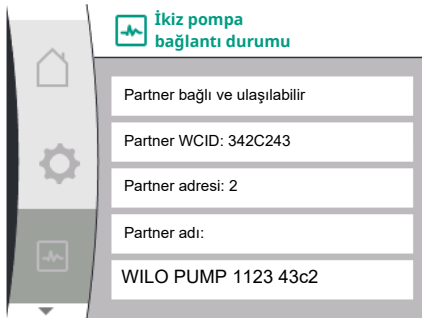 İkiz pompa
bağlantı durumu
Partner bağlı ve ulaşılabilir
Partner WCID: 342C243
Partner adresi: 2
Partner adı:
WILO PUMP 1123 43c2